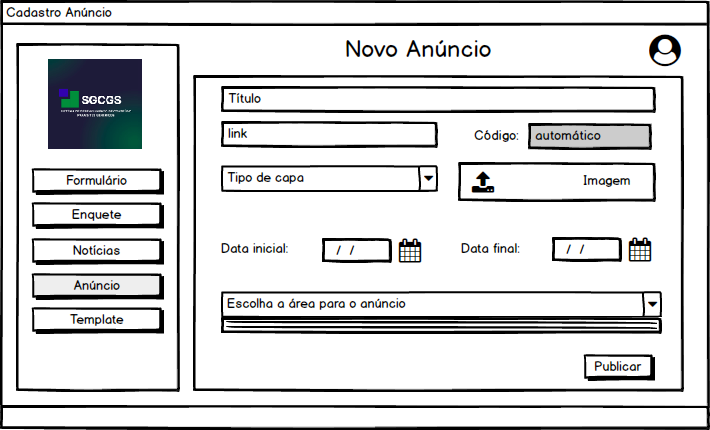 Cadastro Anúncio
SGCGS
Formulário
Enquete
Notícias
Anúncio
Template
Novo Anúncio
Título
link
Código: automático
Tipo de capa
Imagem
Data inicial: / /
Data final: / /
Escolha a área para o anúncio
Publicar